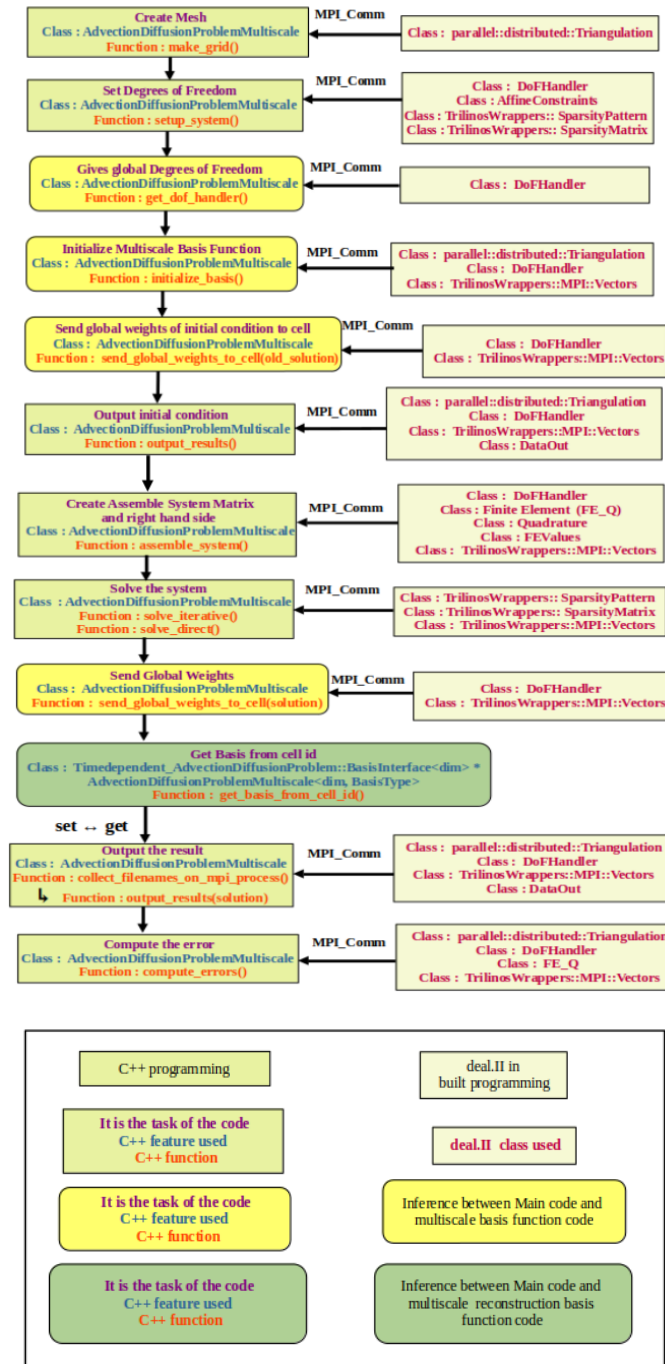 Create Mesh
Class : AdvectionDiffusionProblemMultiscale
Function : make_grid()
MPI_Comm
Class : parallel::distributed::Triangulation
Set Degrees of Freedom
Class : AdvectionDiffusionProblemMultiscale
Function : setup_system()
MPI_Comm
Class : DoFHandler
Class : AffineConstraints
Class : TrilinosWrappers:: SparsityPattern
Class : TrilinosWrappers:: SparsityMatrix
Gives global Degrees of Freedom
Class : AdvectionDiffusionProblemMultiscale
Function : get_dof_handler()
MPI_Comm
Class : DoFHandler
Initialize Multiscale Basis Function
Class : AdvectionDiffusionProblemMultiscale
Function : initialize_basis()
MPI_Comm
Class : parallel::distributed::Triangulation
Class : DoFHandler
Class : TrilinosWrappers::MPI::Vectors
Send global weights of initial condition to cell
Class : AdvectionDiffusionProblemMultiscale
Function : send_global_weights_to_cell(old_solution)
MPI_Comm
Class : DoFHandler
Class : TrilinosWrappers::MPI::Vectors
Output initial condition
Class : AdvectionDiffusionProblemMultiscale
Function : output_results()
MPI_Comm
Class : parallel::distributed::Triangulation
Class : DoFHandler
Class : TrilinosWrappers::MPI::Vectors
Class : DataOut
Create Assemble System Matrix
and right hand side
Class : AdvectionDiffusionProblemMultiscale
Function : assemble_system()
MPI_Comm
Class : DoFHandler
Class : Finite Element (FE_Q)
Class : Quadrature
Class : FEValues
Class : TrilinosWrappers::MPI::Vectors
Solve the system
Class : AdvectionDiffusionProblemMultiscale
Function : solve_iterative()
Function : solve_direct()
MPI_Comm
Class : TrilinosWrappers:: SparsityPattern
Class : TrilinosWrappers:: SparsityMatrix
Class : TrilinosWrappers::MPI::Vectors
Send Global Weights
Class : AdvectionDiffusionProblemMultiscale
Function : send_global_weights_to_cell(solution)
MPI_Comm
Class : DoFHandler
Class : TrilinosWrappers::MPI::Vectors
Get Basis from cell id
Class : Timedependent_AdvectionDiffusionProblem::BasisInterface<dim> *
AdvectionDiffusionProblemMultiscale<dim, BasisType>
Function : get_basis_from_cell_id()
set ↔ get
Output the result
Class : AdvectionDiffusionProblemMultiscale
Function : collect_filenames_on_mpi_process()
↳ Function : output_results(solution)
MPI_Comm
Class : parallel::distributed::Triangulation
Class : DoFHandler
Class : TrilinosWrappers::MPI::Vectors
Class : DataOut
Compute the error
Class : AdvectionDiffusionProblemMultiscale
Function : compute_errors()
MPI_Comm
Class : parallel::distributed::Triangulation
Class : DoFHandler
Class : FE_Q
Class : TrilinosWrappers::MPI::Vectors
C++ programming
deal.II in
built programming
It is the task of the code
C++ feature used
C++ function
deal.II class used
It is the task of the code
C++ feature used
C++ function
Inference between Main code and
multiscale basis function code
It is the task of the code
C++ feature used
C++ function
Inference between Main code and
multiscale reconstruction basis
function code